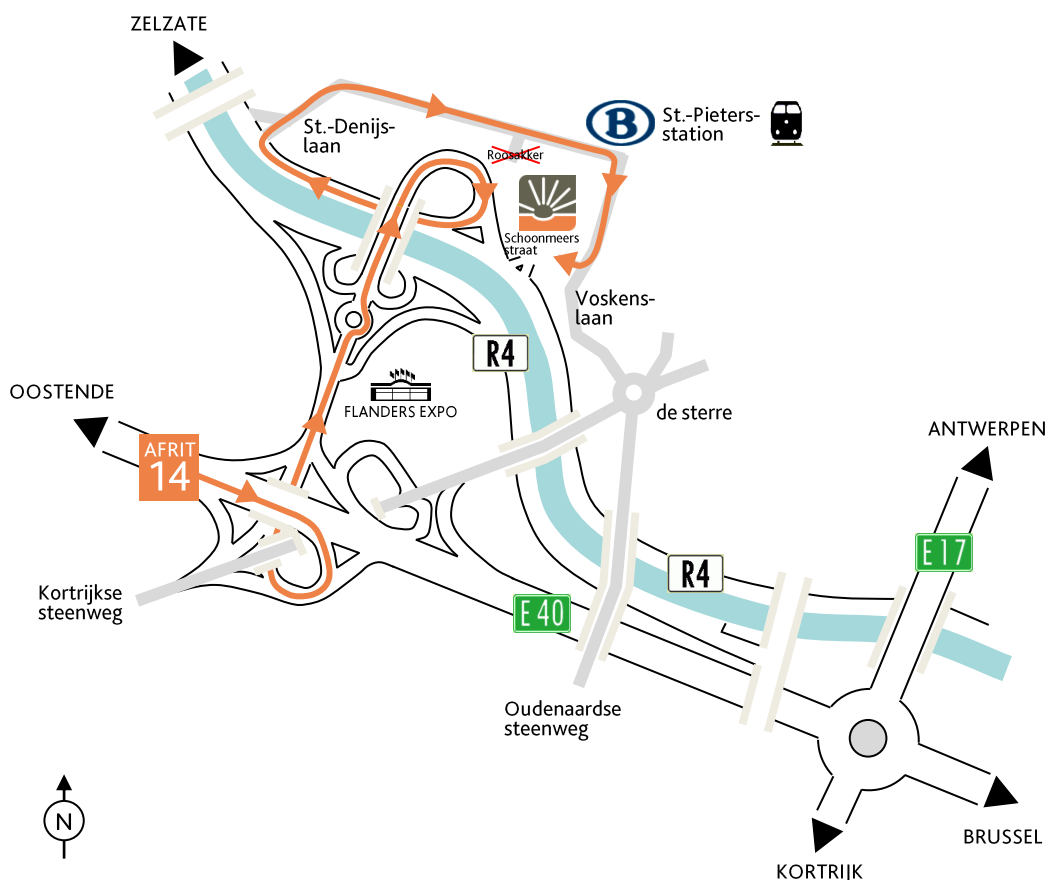 ZELZATE
St.-Denijs-
laan
Roosakker
B
St.-Pieters-
station
Schoonmeers
straat
Voskens-
laan
R4
OOSTENDE
FLANDERS EXPO
de sterre
ANTWERPEN
AFRIT
14
E 17
R4
Kortrijkse
steenweg
E 40
Oudenaardse
steenweg
N
BRUSSEL
KORTRIJK